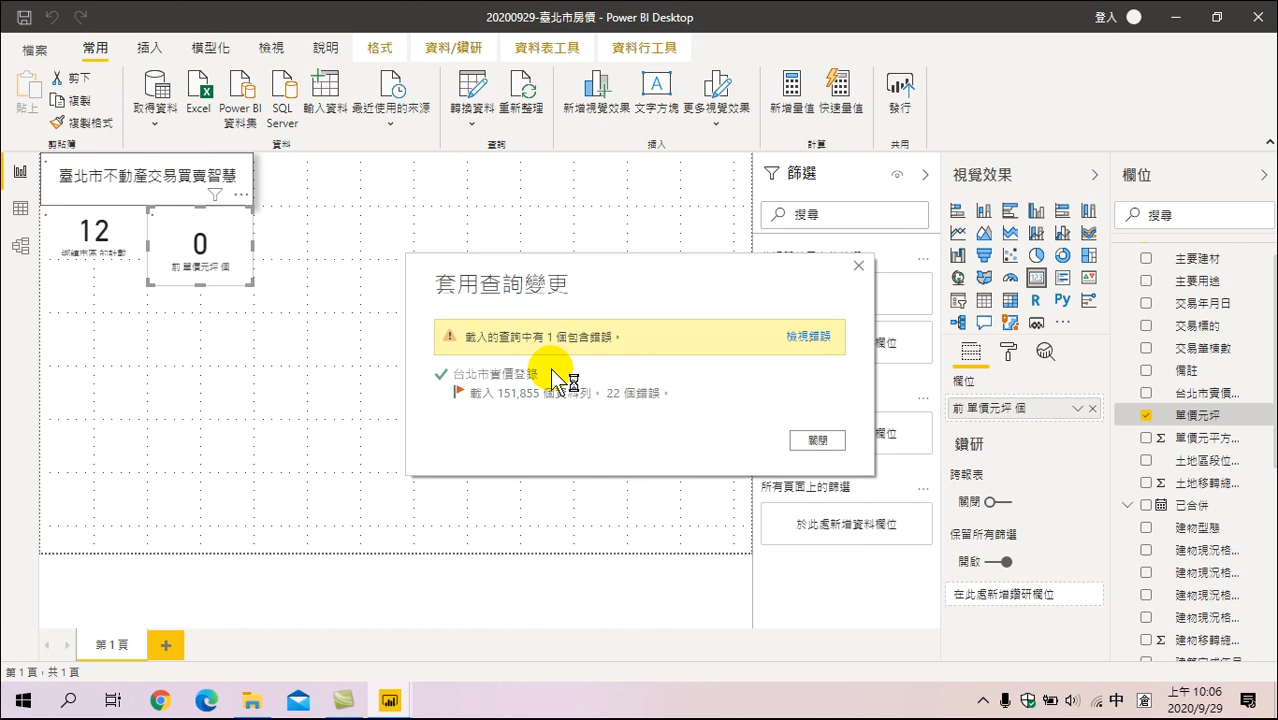 20200929-臺北市房價 - Power BI Desktop
登入
檔案 常用 插入 模型化 檢視 說明 格式 資料/鑽研 資料表工具 資料行工具
貼上
剪下
複製
複製格式
剪貼簿
取得資料
Excel
Power BI 資料集
SQL Server
輸入資料
最近使用的來源
資料
轉換資料
重新整理
查詢
新增視覺效果
文字方塊
更多視覺效果
插入
新增量值
快速量值
計算
發行
共用
臺北市不動產交易買賣智慧
12
鄉鎮市區 的計數
0
前 單價元坪 個
套用查詢變更
載入的查詢中有 1 個包含錯誤。
檢視錯誤
台北市實價登錄
載入 151,855 個資料列。 22 個錯誤。
關閉
篩選
搜尋
欄位
欄位
所有頁面上的篩選
於此處新增資料欄位
視覺效果
R
Py
123
欄位
前 單價元坪 個
鑽研
跨報表
關閉
保留所有篩選
開啟
在此處新增鑽研欄位
欄位
搜尋
主要建材
主要用途
交易年月日
交易標的
交易筆棟數
備註
台北市實價...
單價元坪
Σ 單價元平方...
土地區段位...
Σ 土地移轉總...
已合併
建物型態
建物現況格...
建物現況格...
建物現況格...
建物現況格...
Σ 建物移轉總...
第 1 頁
第 1 頁，共 1 頁
中
倉
上午 10:06
2020/9/29